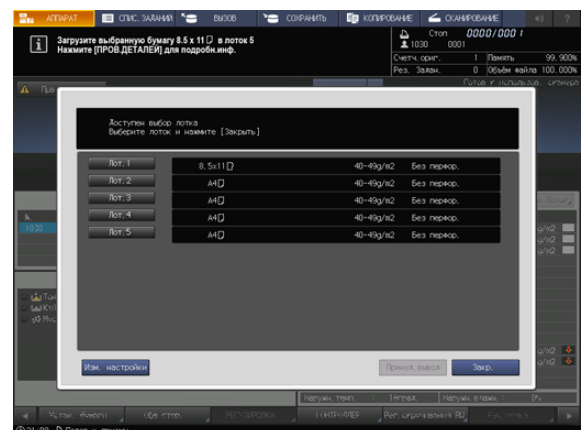 АППАРАТ СПИС. ЗАДАНИЙ ВЫЗОВ СОХРАНИТЬ КОПИРОВАНИЕ СКАНИРОВАНИЕ
Загрузите выбранную бумагу 8.5 x 11 в лоток 5
Нажмите [ПРОВ.ДЕТАЛЕЙ] для подробн.инф.
Стоп 0000/000 1
1030 0001
Счетч. ориг. 1 Память 99.900%
Рез. Задан. 0 Объём файла 100.000%
Доступен выбор лотка
Выберите лоток и нажмите [Закрыть]
Лот. 1 8.5x11 40-49g/m2 Без перфор.
Лот. 2 A4 40-49g/m2 Без перфор.
Лот. 3 A4 40-49g/m2 Без перфор.
Лот. 4 A4 40-49g/m2 Без перфор.
Лот. 5 A4 40-49g/m2 Без перфор.
1030
Изм. настройки Принуд. вывод Закр.